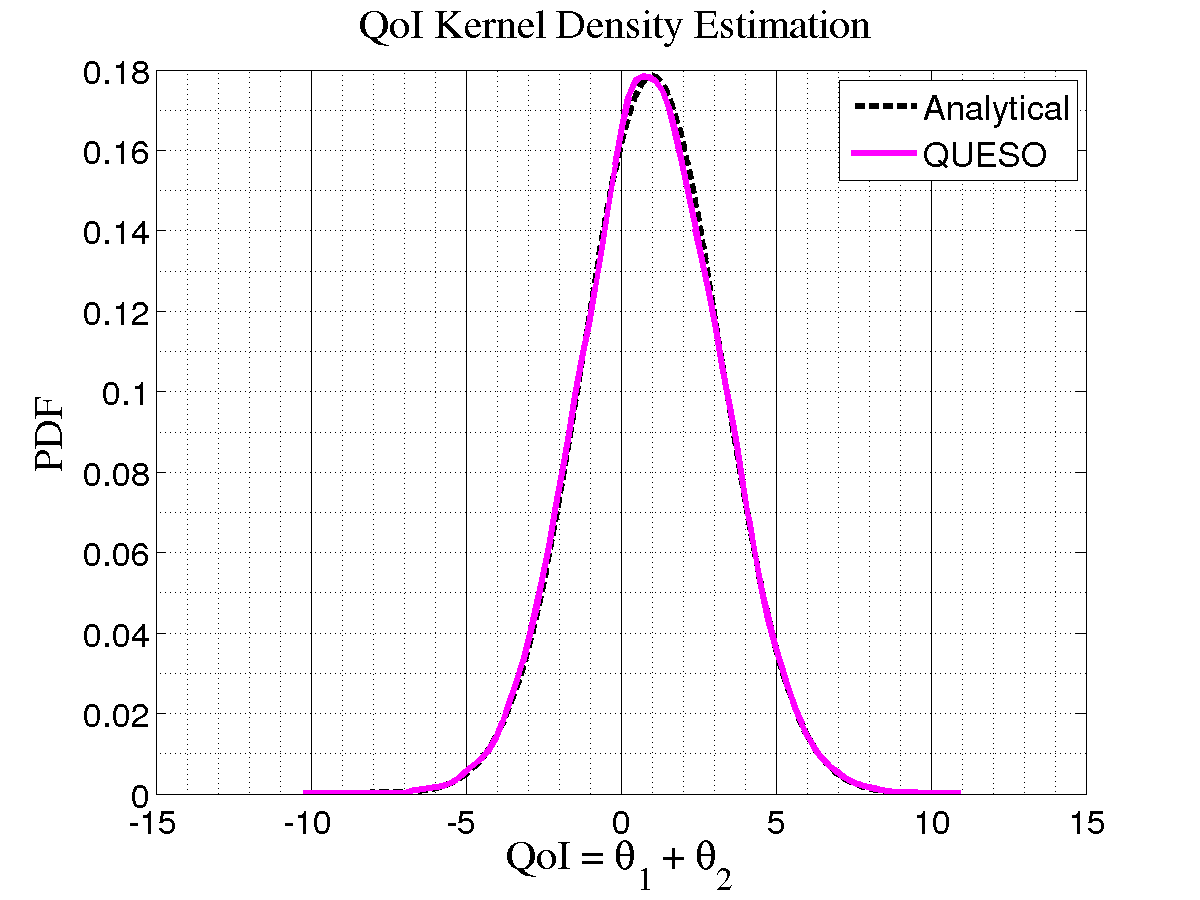 QoI Kernel Density Estimation
0.18
0.16
0.14
0.12
0.1
0.08
0.06
0.04
0.02
0
PDF
Analytical
QUESO
-15 -10 -5 0 5 10 15
QoI = θ1 + θ2